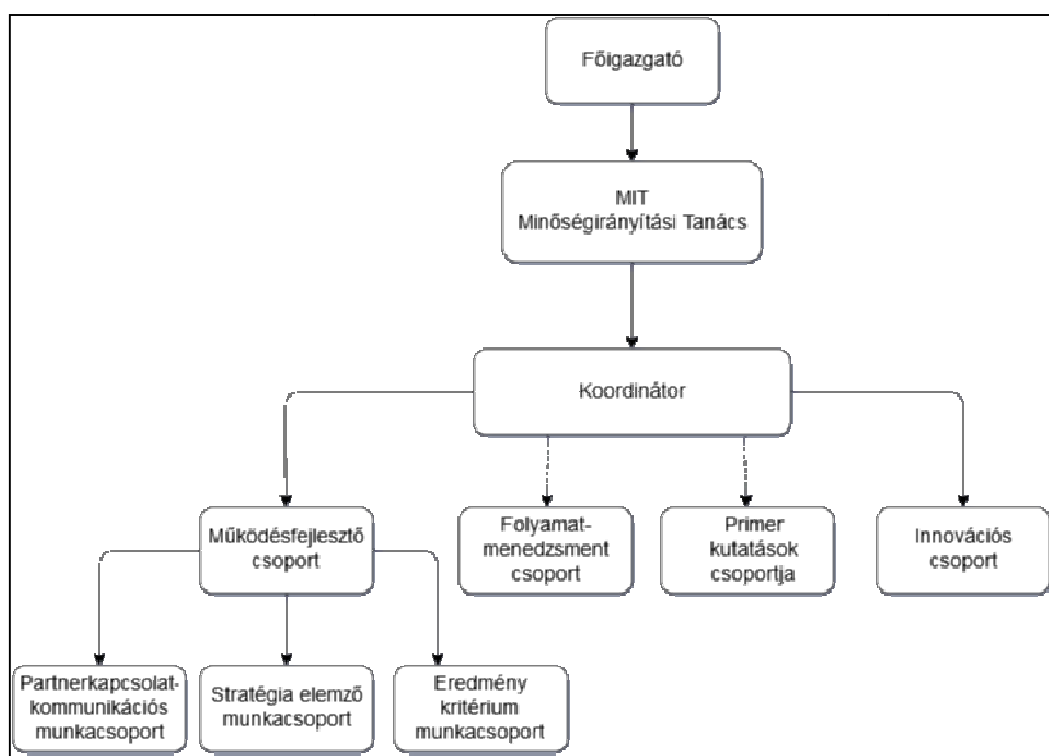 Főigazgató
MIT
Minőségirányítási Tanács
Koordinátor
Működésfejlesztő
csoport
Folyamat-
menedzsment
csoport
Primer
kutatások
csoportja
Innovációs
csoport
Partnerkapcsolat-
kommunikációs
munkacsoport
Stratégia elemző
munkacsoport
Eredmény
kritérium
munkacsoport